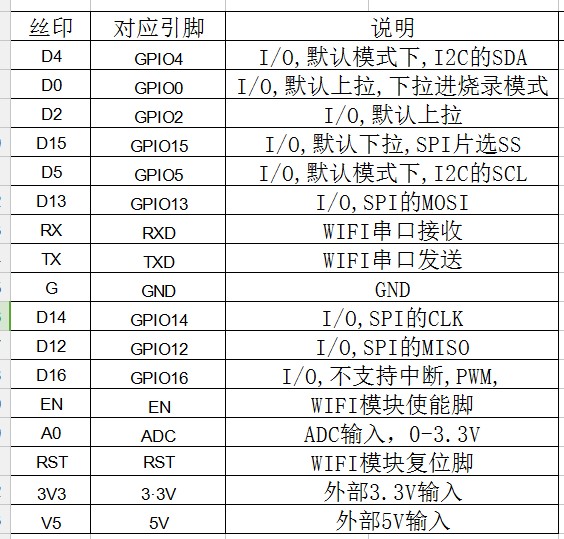 丝印 对应引脚 说明
D4 GPIO4 I/O,默认模式下,I2C的SDA
D0 GPIO0 I/O,默认上拉,下拉进烧录模式
D2 GPIO2 I/O,默认上拉
D15 GPIO15 I/O,默认下拉,SPI片选SS
D5 GPIO5 I/O,默认模式下,I2C的SCL
D13 GPIO13 I/O,SPI的MOSI
RX RXD WIFI串口接收
TX TXD WIFI串口发送
G GND GND
D14 GPIO14 I/O,SPI的CLK
D12 GPIO12 I/O,SPI的MISO
D16 GPIO16 I/O,不支持中断,PWM,
EN EN WIFI模块使能脚
A0 ADC ADC输入，0-3.3V
RST RST WIFI模块复位脚
3V3 3·3V 外部3.3V输入
V5 5V 外部5V输入